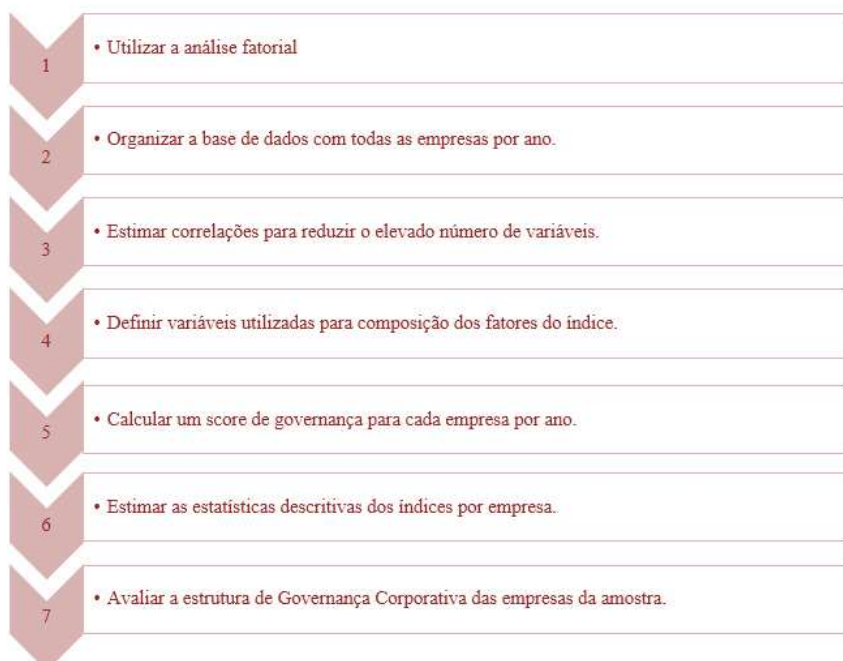 1 • Utilizar a análise fatorial
2 • Organizar a base de dados com todas as empresas por ano.
3 • Estimar correlações para reduzir o elevado número de variáveis.
4 • Definir variáveis utilizadas para composição dos fatores do índice.
5 • Calcular um score de governança para cada empresa por ano.
6 • Estimar as estatísticas descritivas dos índices por empresa.
7 • Avaliar a estrutura de Governança Corporativa das empresas da amostra.